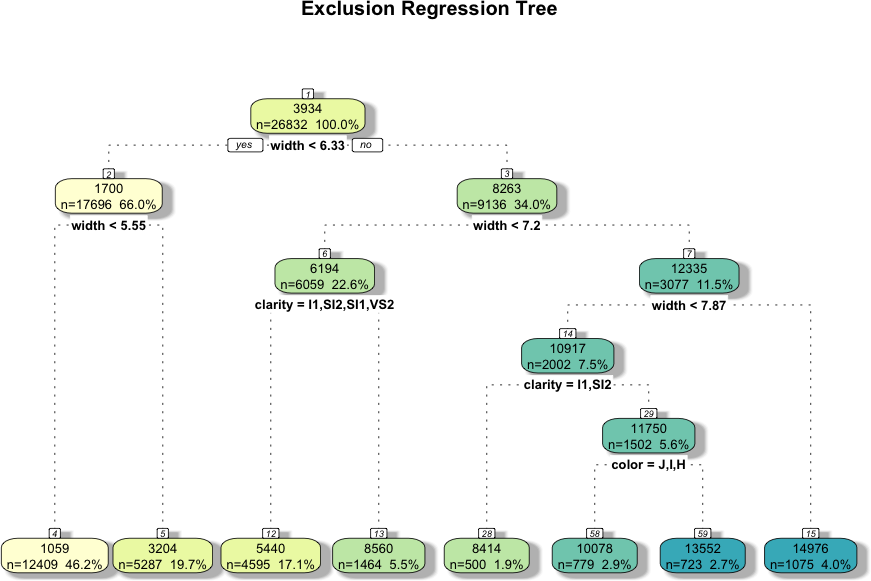 Exclusion Regression Tree
1
3934
n=26832 100.0%
yes width < 6.33 no
2
1700
n=17696 66.0%
width < 5.55
3
8263
n=9136 34.0%
width < 7.2
6
6194
n=6059 22.6%
clarity = I1,SI2,SI1,VS2
7
12335
n=3077 11.5%
width < 7.87
14
10917
n=2002 7.5%
clarity = I1,SI2
29
11750
n=1502 5.6%
color = J,I,H
4
1059
n=12409 46.2%
5
3204
n=5287 19.7%
12
5440
n=4595 17.1%
13
8560
n=1464 5.5%
28
8414
n=500 1.9%
58
10078
n=779 2.9%
59
13552
n=723 2.7%
15
14976
n=1075 4.0%